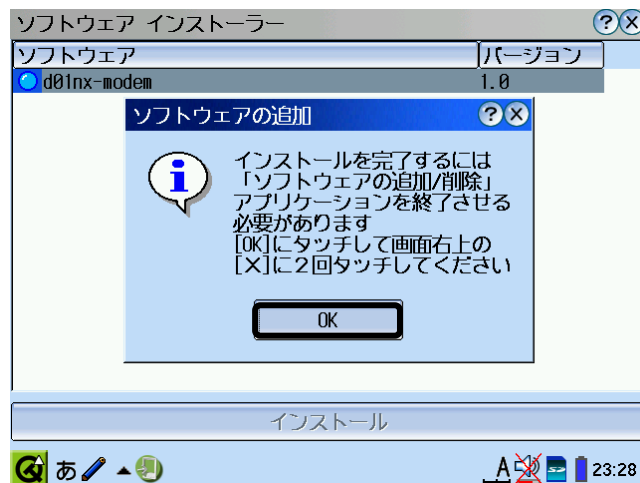 ソフトウェア インストーラー
ソフトウェア バージョン
d01nx-modem 1.0
ソフトウェアの追加
インストールを完了するには
「ソフトウェアの追加/削除」
アプリケーションを終了させる
必要があります
[OK]にタッチして画面右上の
[X]に2回タッチしてください
OK
インストール
あ A 23:28